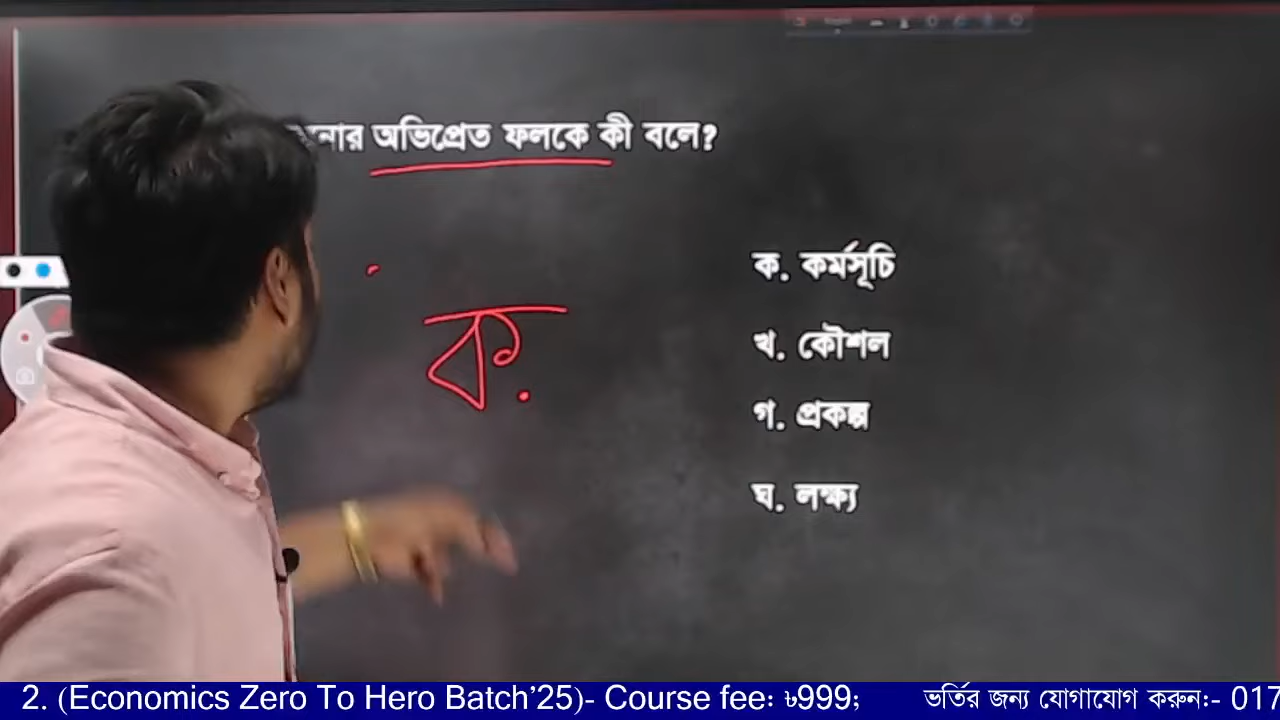 অভিপ্রেত ফলকে কী বলে?
ক.
ক. কর্মসূচি
খ. কৌশল
গ. প্রকল্প
ঘ. লক্ষ্য
2. (Economics Zero To Hero Batch’25)- Course fee: ৳999; ভর্তির জন্য যোগাযোগ করুন:- 017